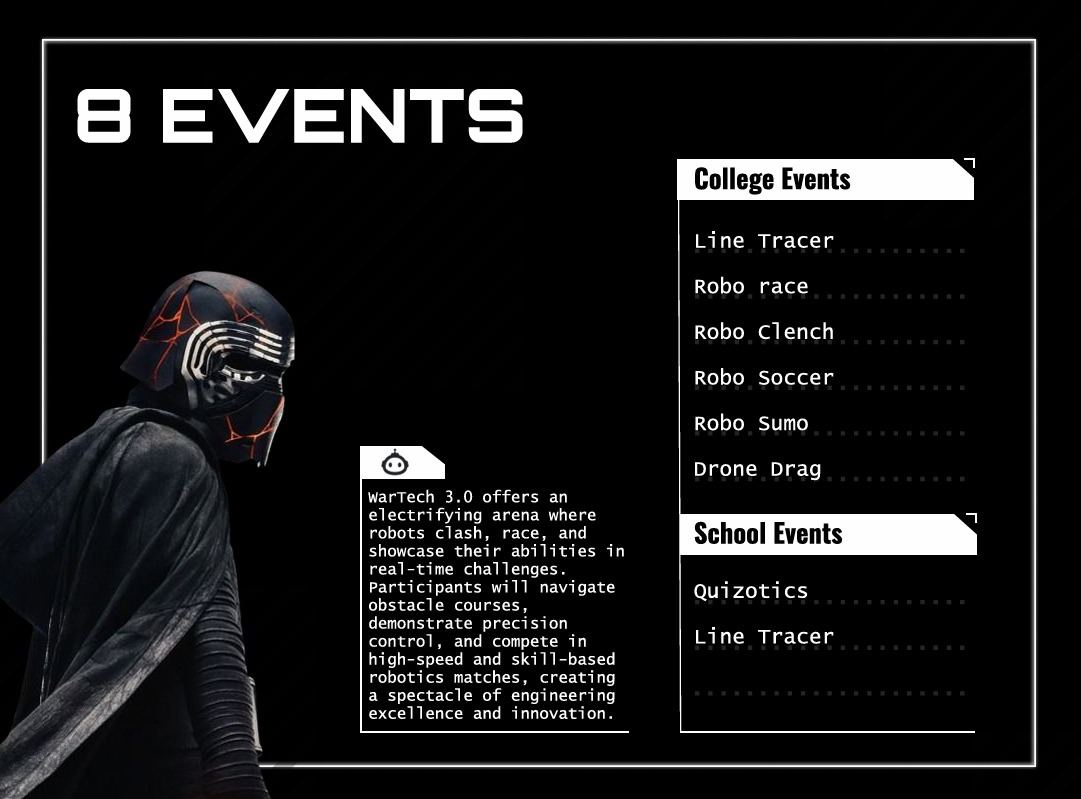 8 EVENTS
WarTech 3.0 offers an
electrifying arena where
robots clash, race, and
showcase their abilities in
real-time challenges.
Participants will navigate
obstacle courses,
demonstrate precision
control, and compete in
high-speed and skill-based
robotics matches, creating
a spectacle of engineering
excellence and innovation.
College Events
Line Tracer
Robo race
Robo Clench
Robo Soccer
Robo Sumo
Drone Drag
School Events
Quizotics
Line Tracer